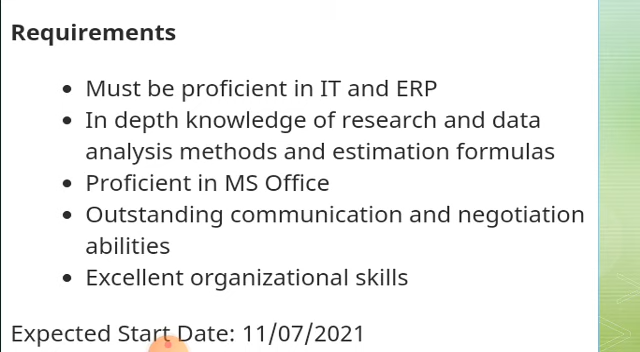 Requirements
Must be proficient in IT and ERP
In depth knowledge of research and data
analysis methods and estimation formulas
Proficient in MS Office
Outstanding communication and negotiation
abilities
Excellent organizational skills
Expected Start Date: 11/07/2021